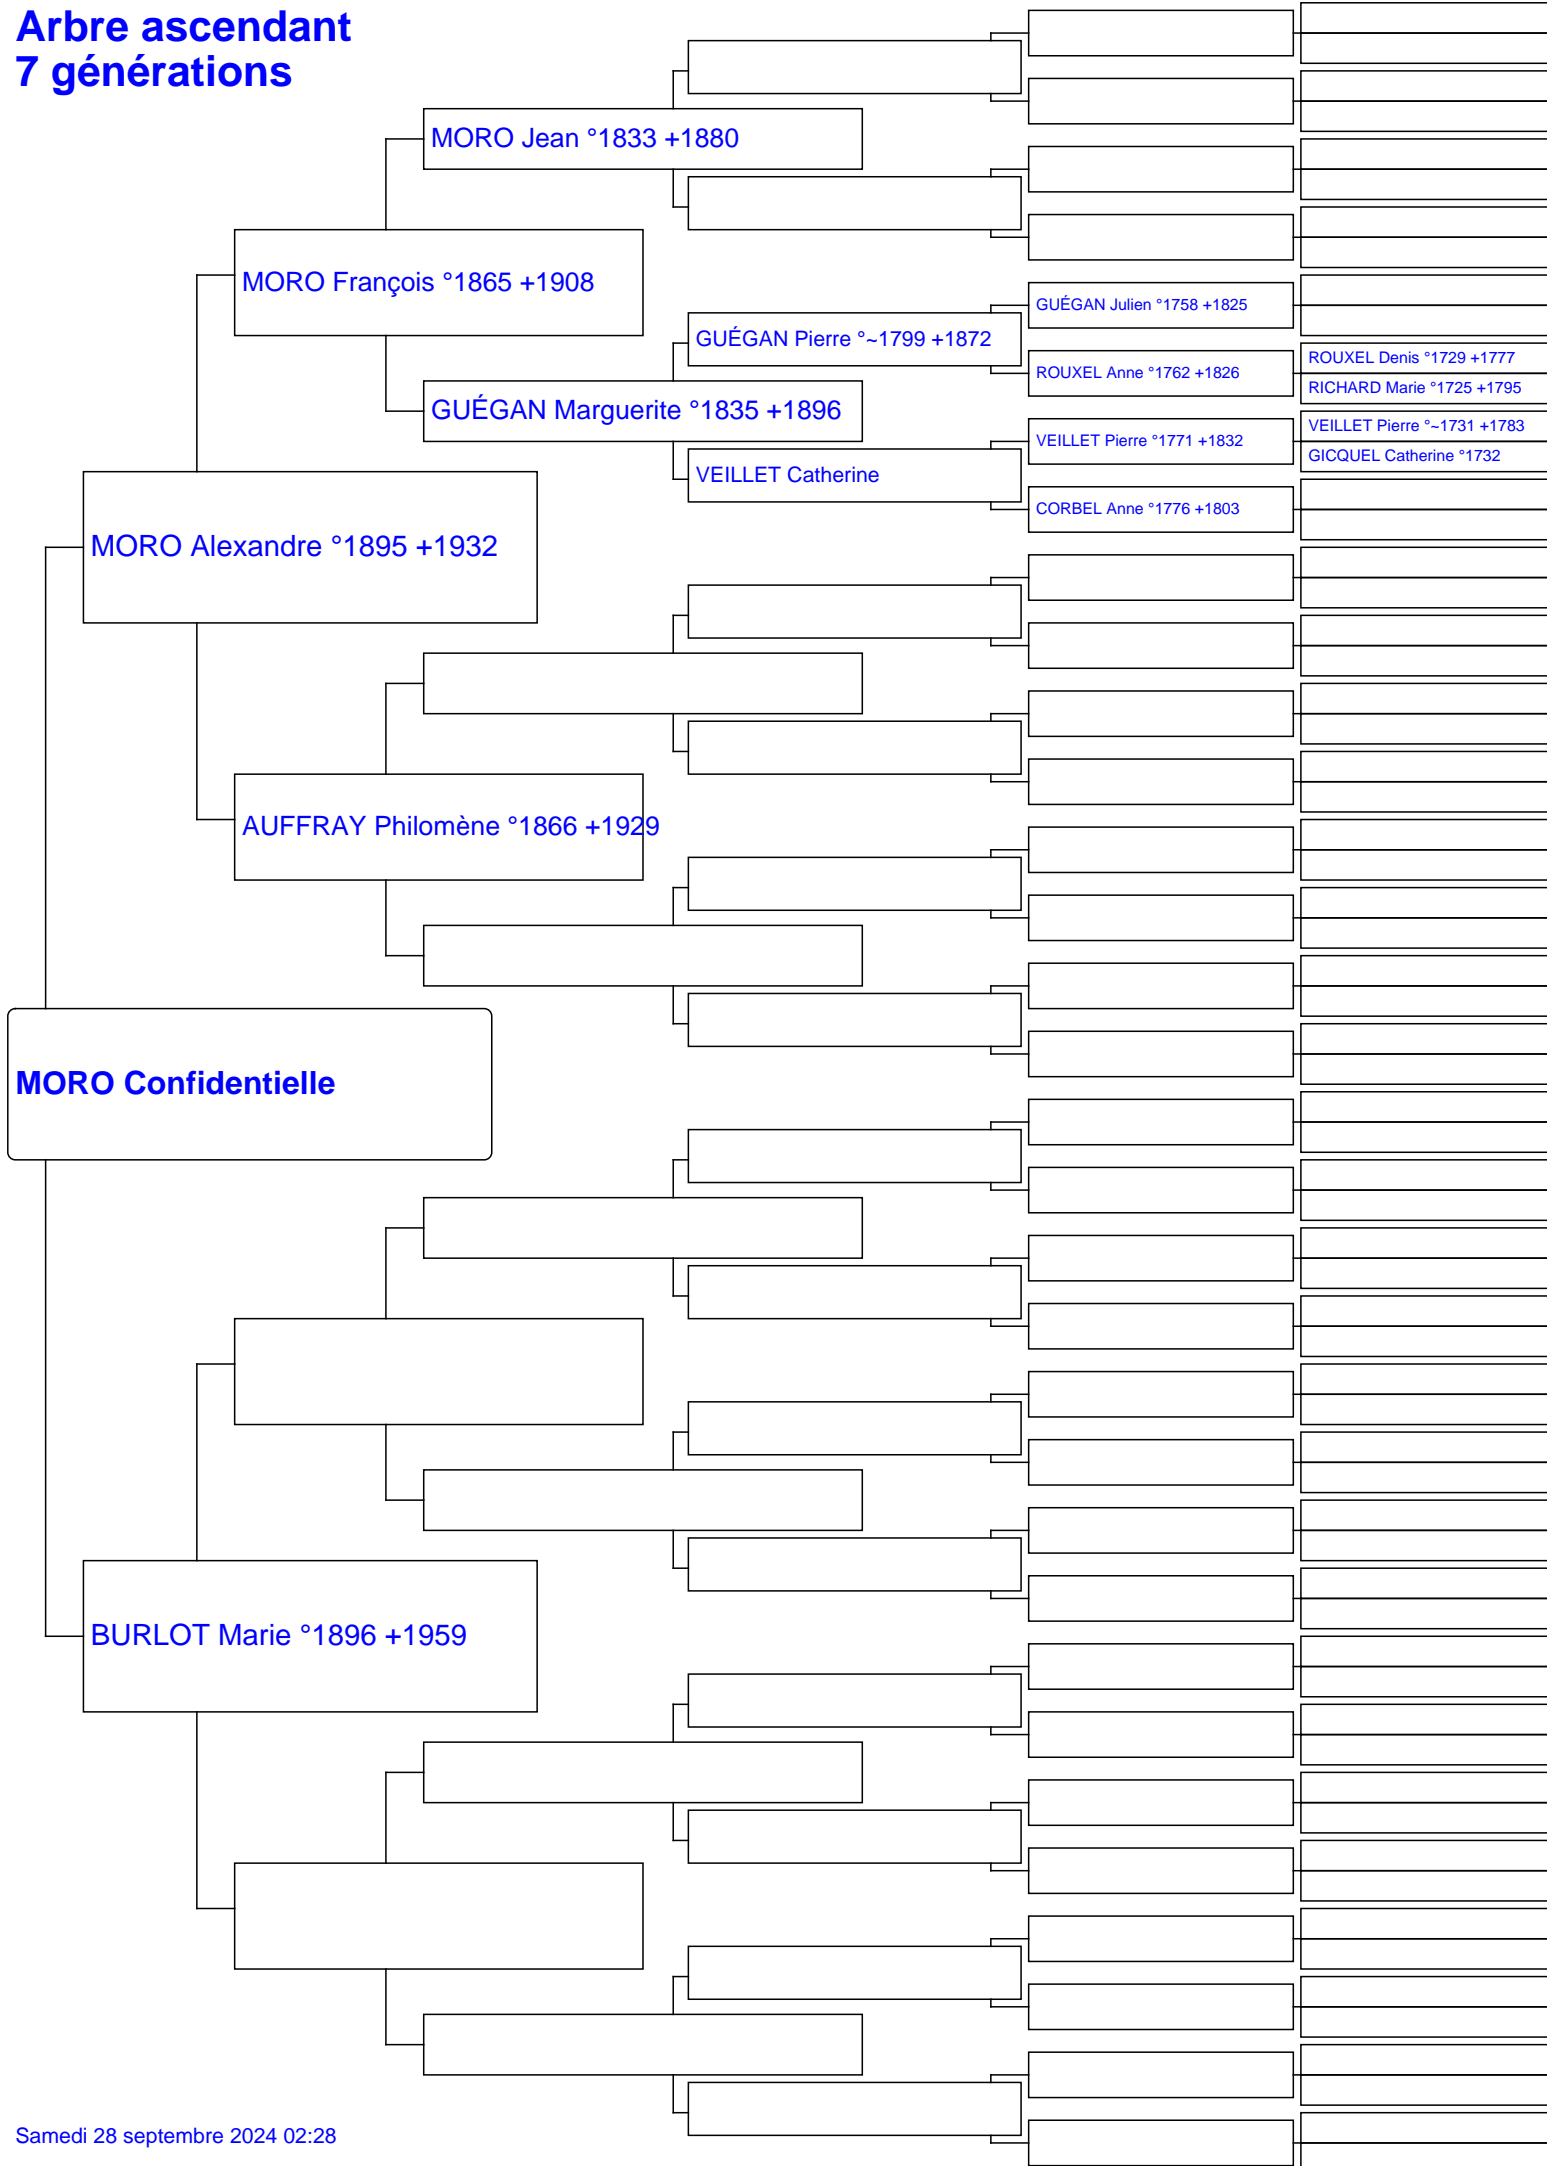 Arbre ascendant
7 générations
MORO Jean °1833 +1880
MORO François °1865 +1908
GUÉGAN Julien °1758 +1825
GUÉGAN Pierre °~1799 +1872
ROUXEL Denis °1729 +1777
ROUXEL Anne °1762 +1826
RICHARD Marie °1725 +1795
GUÉGAN Marguerite °1835 +1896
VEILLET Pierre °~1731 +1783
VEILLET Pierre °1771 +1832
GICQUEL Catherine °1732
VEILLET Catherine
CORBEL Anne °1776 +1803
MORO Alexandre °1895 +1932
AUFFRAY Philomène °1866 +1929
MORO Confidentielle
BURLOT Marie °1896 +1959
Samedi 28 septembre 2024 02:28